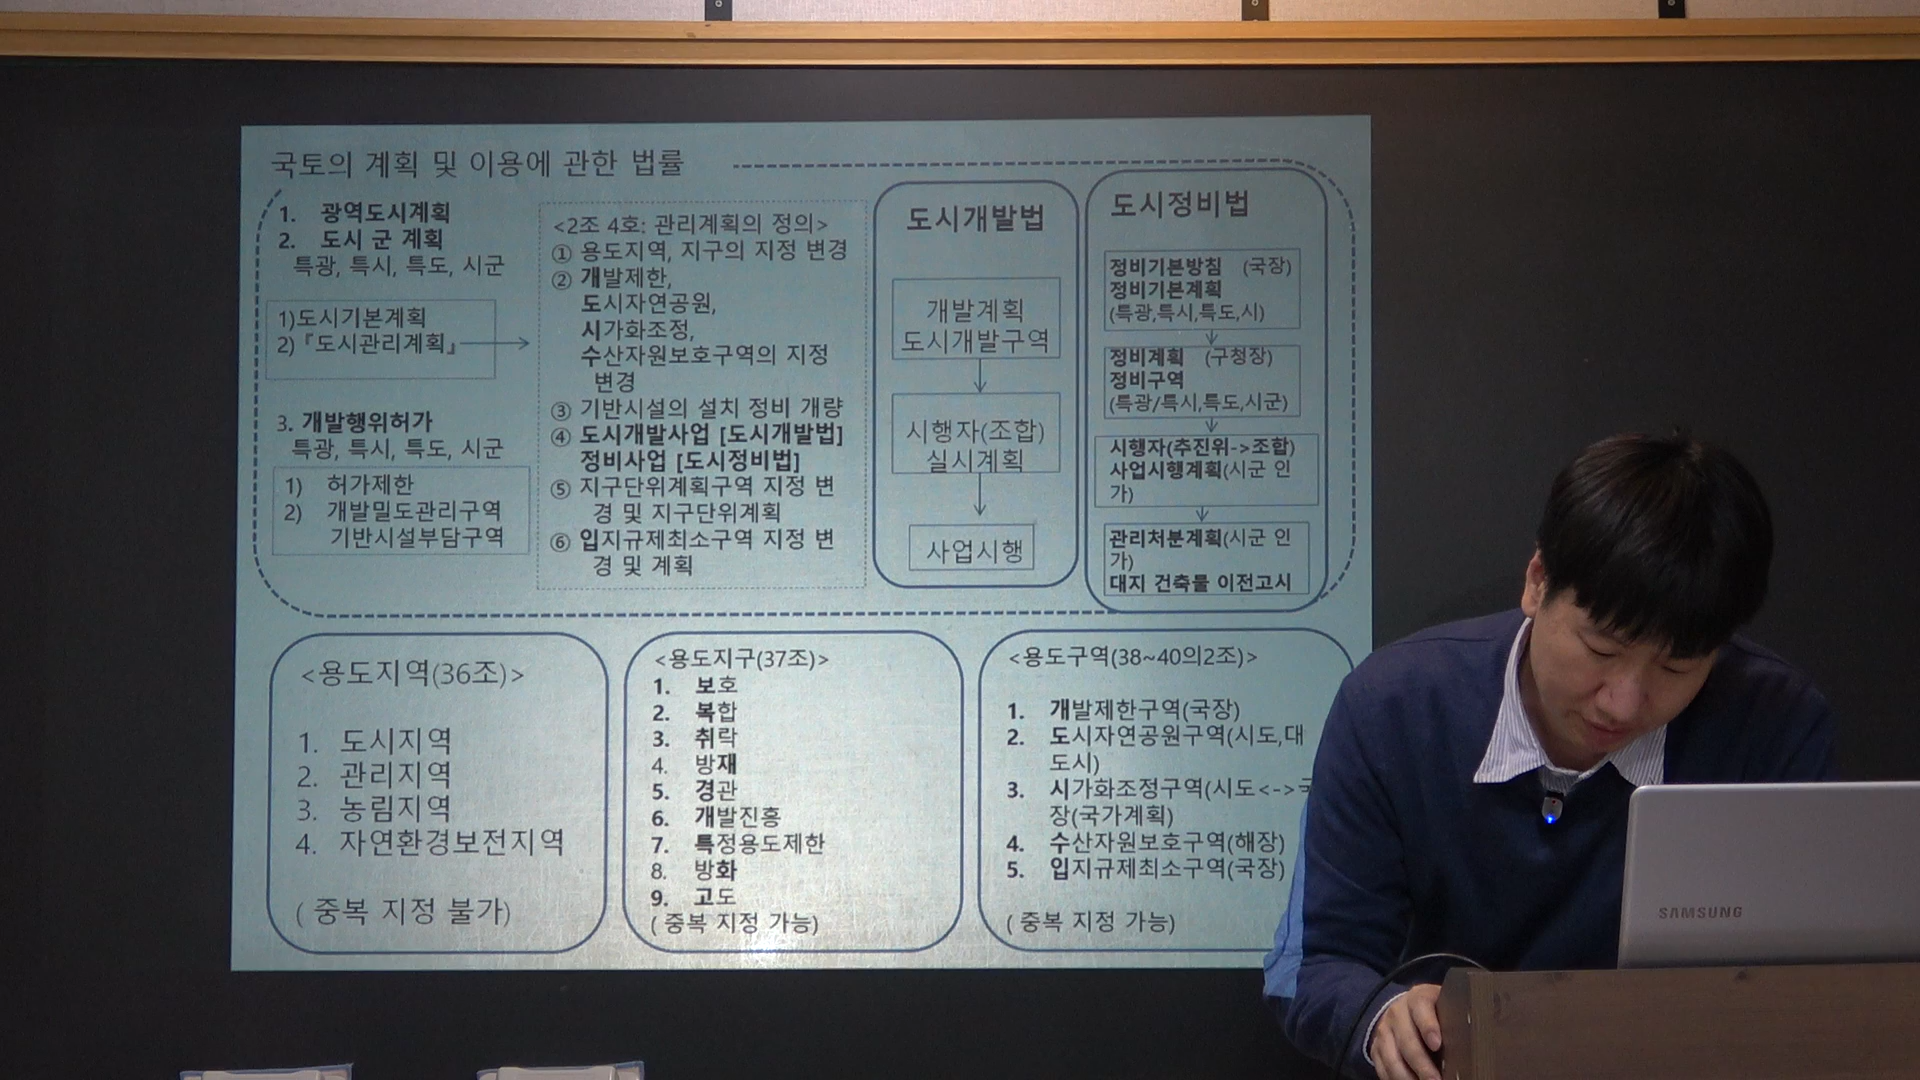 국토의 계획 및 이용에 관한 법률
1. 광역도시계획
2. 도시 군 계획
특광, 특시, 특도, 시군
1)도시기본계획
2)『도시관리계획』
3. 개발행위허가
특광, 특시, 특도, 시군
1) 허가제한
2) 개발밀도관리구역
기반시설부담구역
<2조 4호: 관리계획의 정의>
① 용도지역, 지구의 지정 변경
② 개발제한,
도시자연공원,
시가화조정,
수산자원보호구역의 지정
변경
③ 기반시설의 설치 정비 개량
④ 도시개발사업 [도시개발법]
정비사업 [도시정비법]
⑤ 지구단위계획구역 지정 변
경 및 지구단위계획
⑥ 입지규제최소구역 지정 변
경 및 계획
도시개발법
개발계획
도시개발구역
시행자(조합)
실시계획
사업시행
도시정비법
정비기본방침 (국장)
정비기본계획
(특광,특시,특도,시)
정비계획 (구청장)
정비구역
(특광/특시,특도,시군)
시행자(추진위->조합)
사업시행계획(시군 인
가)
관리처분계획(시군 인
가)
대지 건축물 이전고시
<용도지역(36조)>
1. 도시지역
2. 관리지역
3. 농림지역
4. 자연환경보전지역
( 중복 지정 불가)
<용도지구(37조)>
1. 보호
2. 복합
3. 취락
4. 방재
5. 경관
6. 개발진흥
7. 특정용도제한
8. 방화
9. 고도
( 중복 지정 가능)
<용도구역(38~40의2조)>
1. 개발제한구역(국장)
2. 도시자연공원구역(시도,대
도시)
3. 시가화조정구역(시도<->
장(국가계획)
4. 수산자원보호구역(해장)
5. 입지규제최소구역(국장)
( 중복 지정 가능)
SAMSUNG